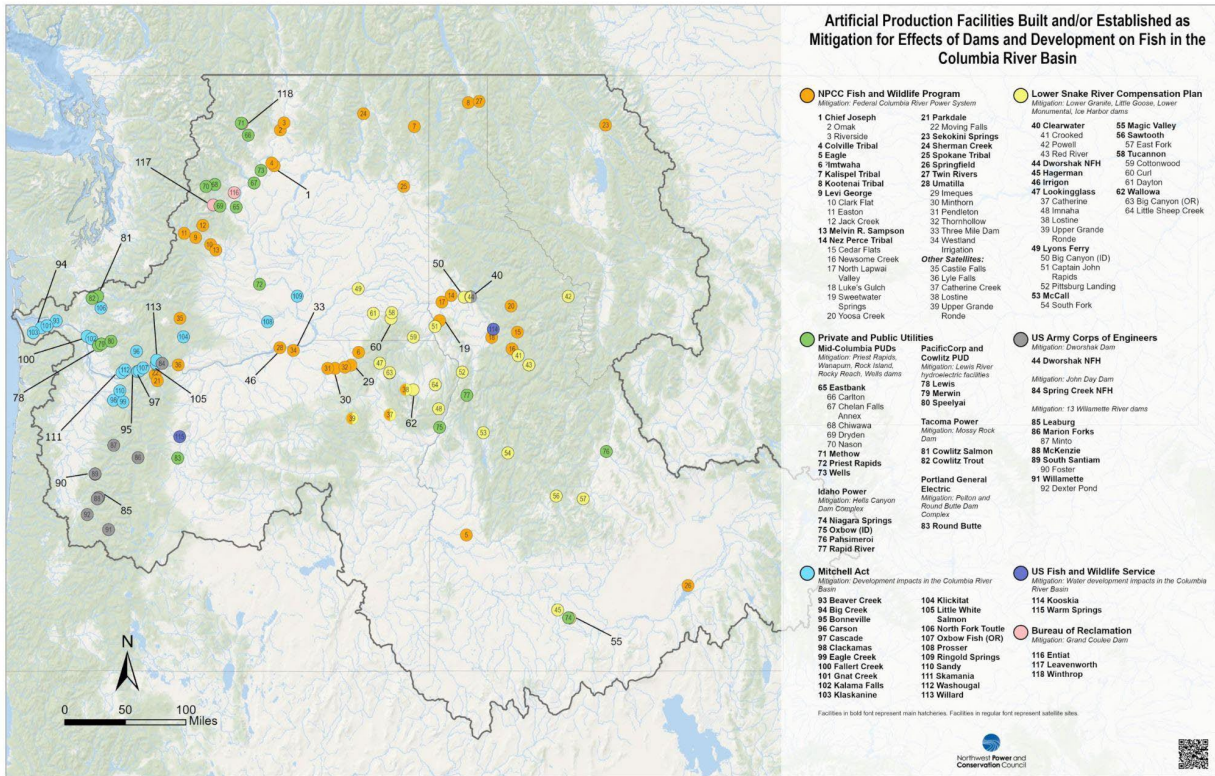 Artificial Production Facilities Built and/or Established as
Mitigation for Effects of Dams and Development on Fish in the
Columbia River Basin
NPCC Fish and Wildlife Program
Mitigation: Federal Columbia River Power System
1 Chief Joseph
2 Omak
3 Riverside
4 Colville Tribal
5 Eagle
6 Imtwaha
7 Kalispel Tribal
8 Kootenai Tribal
9 Levi George
10 Clark Flat
11 Easton
12 Jack Creek
13 Melvin R. Sampson
14 Nez Perce Tribal
15 Cedar Flats
16 Newsome Creek
17 North Lapwai
Valley
18 Luke's Gulch
19 Sweetwater
Springs
20 Yoosa Creek
21 Parkdale
22 Moving Falls
23 Sekokini Springs
24 Sherman Creek
25 Spokane Tribal
26 Springfield
27 Twin Rivers
28 Umatilla
29 Imeques
30 Minthorn
31 Pendleton
32 Thornhollow
33 Three Mile Dam
34 Westland
Irrigation
Other Satellites:
35 Castile Falls
36 Lyle Falls
37 Catherine Creek
38 Lostine
39 Upper Grande
Ronde
Lower Snake River Compensation Plan
Mitigation: Lower Granite, Little Goose, Lower
Monumental, Ice Harbor dams
40 Clearwater
41 Crooked
42 Powell
43 Red River
44 Dworshak NFH
45 Hagerman
46 Irrigon
47 Lookingglass
37 Catherine
48 Imnaha
38 Lostine
39 Upper Grande
Ronde
49 Lyons Ferry
50 Big Canyon (ID)
51 Captain John
Rapids
52 Pittsburg Landing
53 McCall
54 South Fork
55 Magic Valley
56 Sawtooth
57 East Fork
58 Tucannon
59 Cottonwood
60 Curl
61 Dayton
62 Wallowa
63 Big Canyon (OR)
64 Little Sheep Creek
Private and Public Utilities
Mid-Columbia PUDs
Mitigation: Priest Rapids,
Wanapum, Rock Island,
Rocky Reach, Wells dams
65 Eastbank
66 Carlton
67 Chelan Falls
Annex
68 Chiwawa
69 Dryden
70 Nason
71 Methow
72 Priest Rapids
73 Wells
Idaho Power
Mitigation: Hells Canyon
Dam Complex
74 Niagara Springs
75 Oxbow (ID)
76 Pahsimeroi
77 Rapid River
PacificCorp and
Cowlitz PUD
Mitigation: Lewis River
hydroelectric facilities
78 Lewis
79 Merwin
80 Speelyai
Tacoma Power
Mitigation: Mossy Rock
Dam
81 Cowlitz Salmon
82 Cowlitz Trout
Portland General
Electric
Mitigation: Pelton and
Round Butte Dam
Complex
83 Round Butte
US Army Corps of Engineers
Mitigation: Dworshak Dam
44 Dworshak NFH
Mitigation: John Day Dam
84 Spring Creek NFH
Mitigation: 13 Willamette River dams
85 Leaburg
86 Marion Forks
87 Minto
88 McKenzie
89 South Santiam
90 Foster
91 Willamette
92 Dexter Pond
Mitchell Act
Mitigation: Development impacts in the Columbia River
Basin
93 Beaver Creek
94 Big Creek
95 Bonneville
96 Carson
97 Cascade
98 Clackamas
99 Eagle Creek
100 Fallert Creek
101 Gnat Creek
102 Kalama Falls
103 Klaskanine
104 Klickitat
105 Little White
Salmon
106 North Fork Toutle
107 Oxbow Fish (OR)
108 Prosser
109 Ringold Springs
110 Sandy
111 Skamania
112 Washougal
113 Willard
US Fish and Wildlife Service
Mitigation: Water development impacts in the Columbia
River Basin
114 Kooskia
115 Warm Springs
Bureau of Reclamation
Mitigation: Grand Coulee Dam
116 Entiat
117 Leavenworth
118 Winthrop
Facilities in bold font represent main hatcheries. Facilities in regular font represent satellite sites.
Northwest Power and
Conservation Council
118
117
1
81
94
113
33
50
40
100
60
19
46
29
78
105
97
30
62
111
95
90
85
55
N
0 50 100
Miles